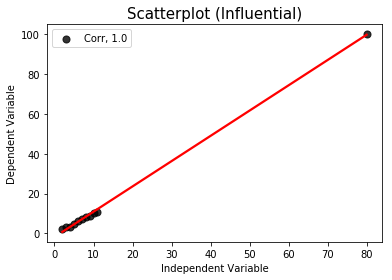 Scatterplot (Influential)
Corr, 1.0
Dependent Variable
100
80
60
40
20
0
0 10 20 30 40 50 60 70 80
Independent Variable